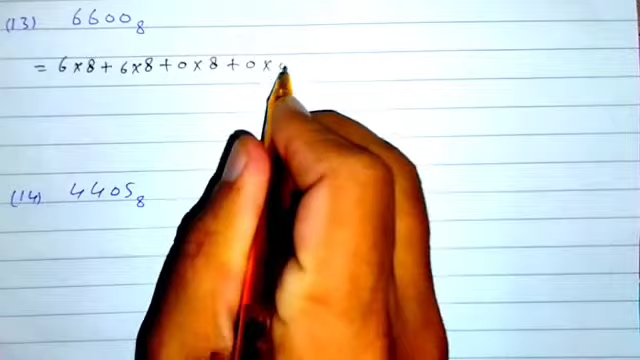 (13) 6600₈
= 6 × 8 + 6 × 8 + 0 × 8 + 0 ×
(14) 4405₈